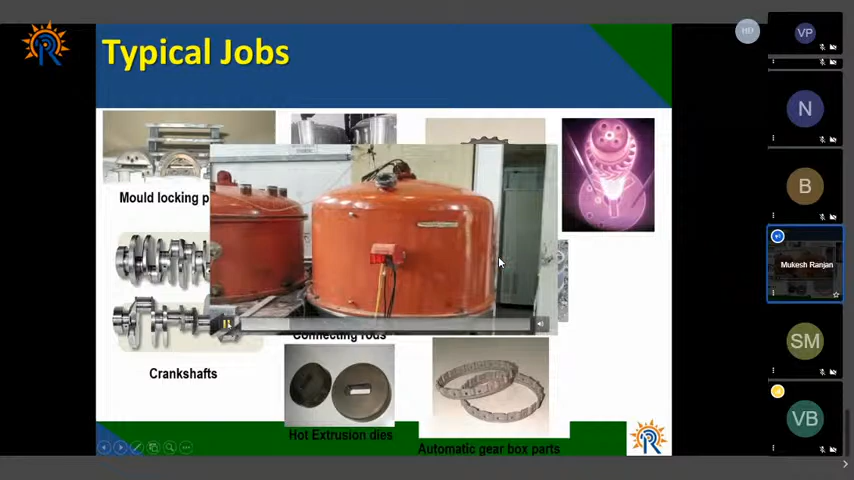 Typical Jobs
HD
VP
N
B
Mukesh Ranjan
SM
VB
Mould locking p
Connecting rods
Crankshafts
Hot Extrusion dies
Automatic gear box parts